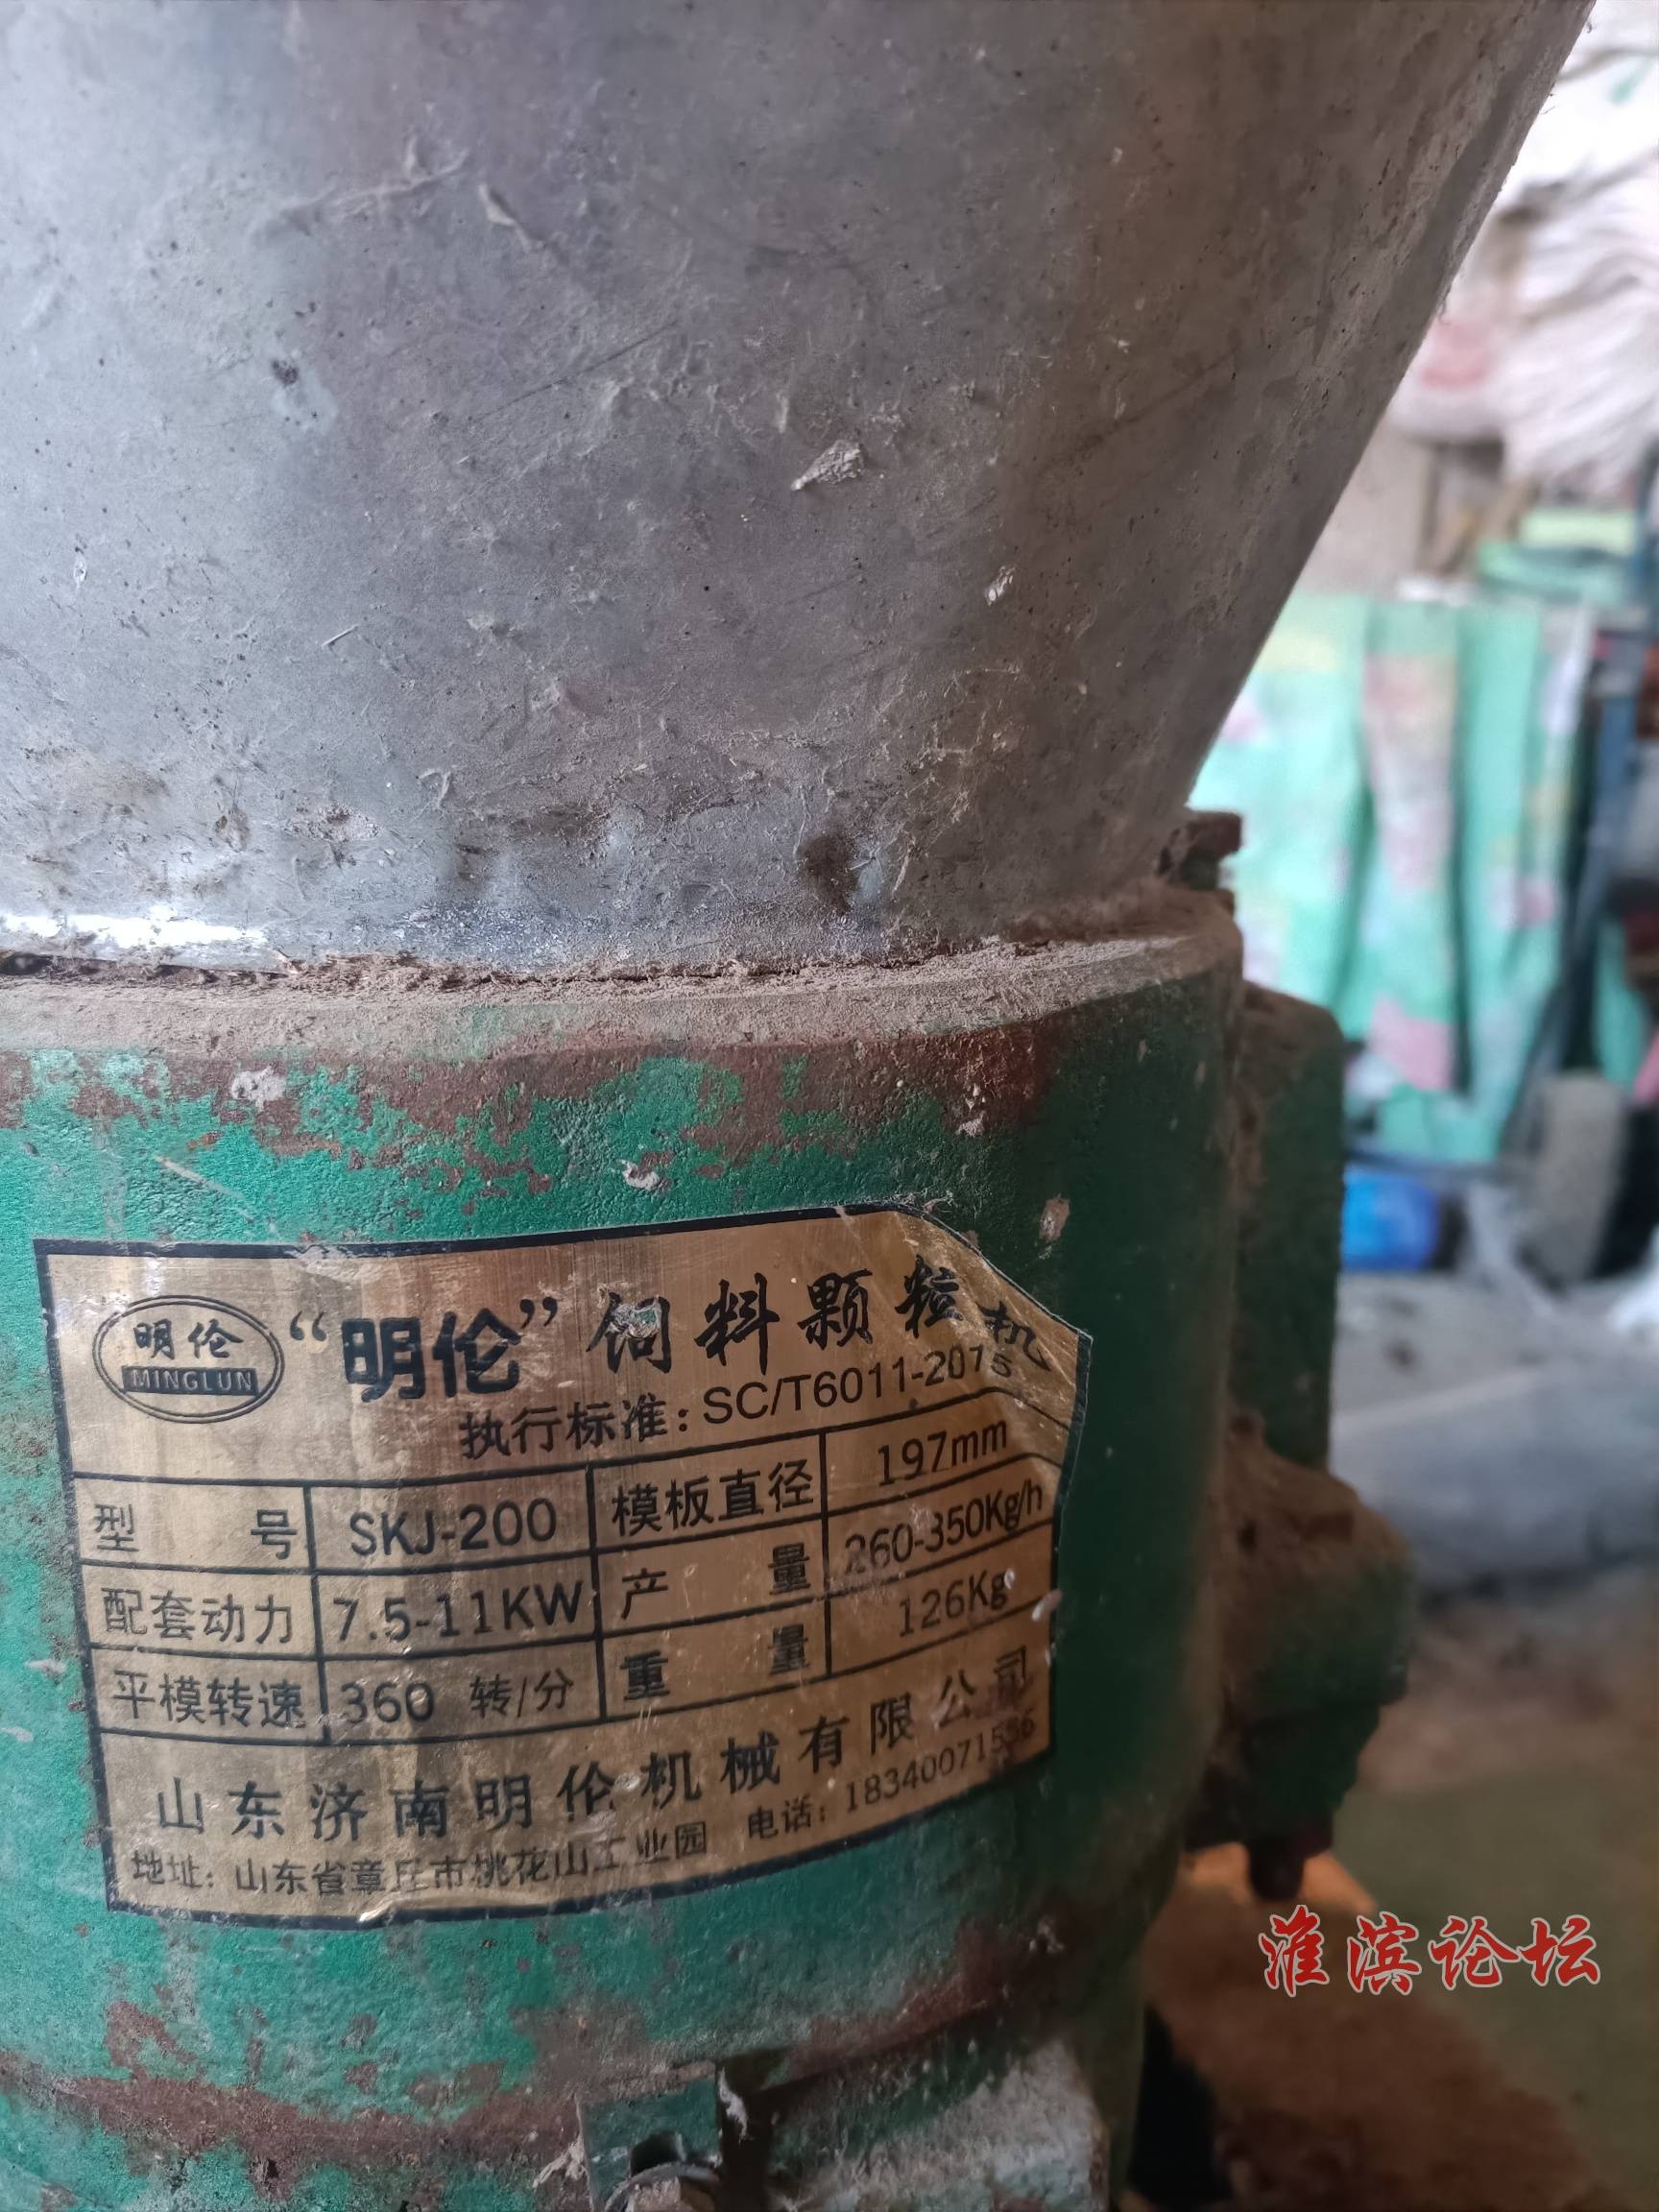 明伦
MINGLUN
“明伦”饲料颗粒机
执行标准：SC/T6011-2015
型号 SKJ-200 模板直径 197mm
配套动力 7.5-11KW 产量 260-350Kg/h
平模转速 360 转/分 重量 126Kg
山东济南明伦机械有限公司
地址：山东省章丘市桃花山工业园 电话：18340071556
淮滨论坛